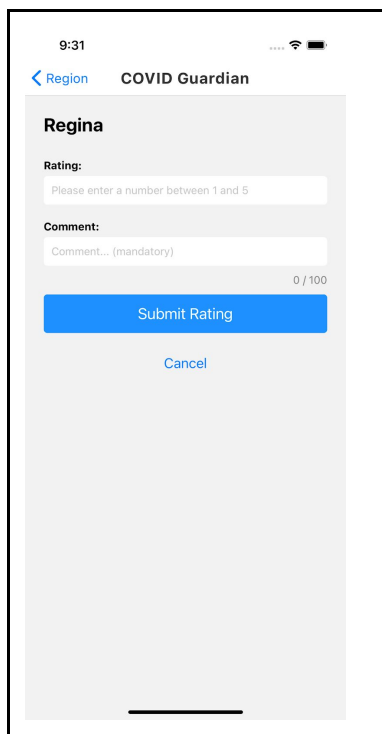 9:31
Region COVID Guardian
Regina
Rating:
Please enter a number between 1 and 5
Comment:
Comment... (mandatory)
0 / 100
Submit Rating
Cancel